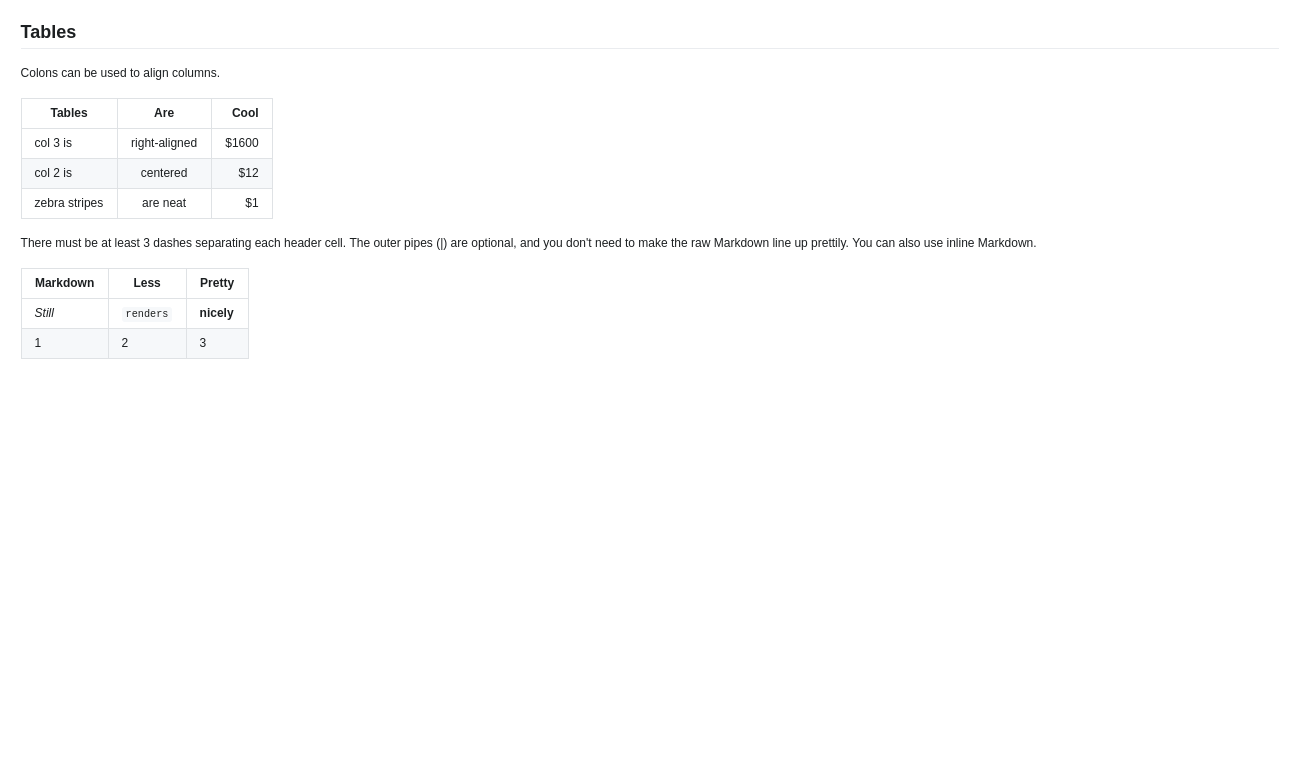 Tables
Colons can be used to align columns.
Tables Are Cool
col 3 is right-aligned $1600
col 2 is centered $12
zebra stripes are neat $1
There must be at least 3 dashes separating each header cell. The outer pipes (|) are optional, and you don't need to make the raw Markdown line up prettily. You can also use inline Markdown.
Markdown Less Pretty
Still renders nicely
1 2 3